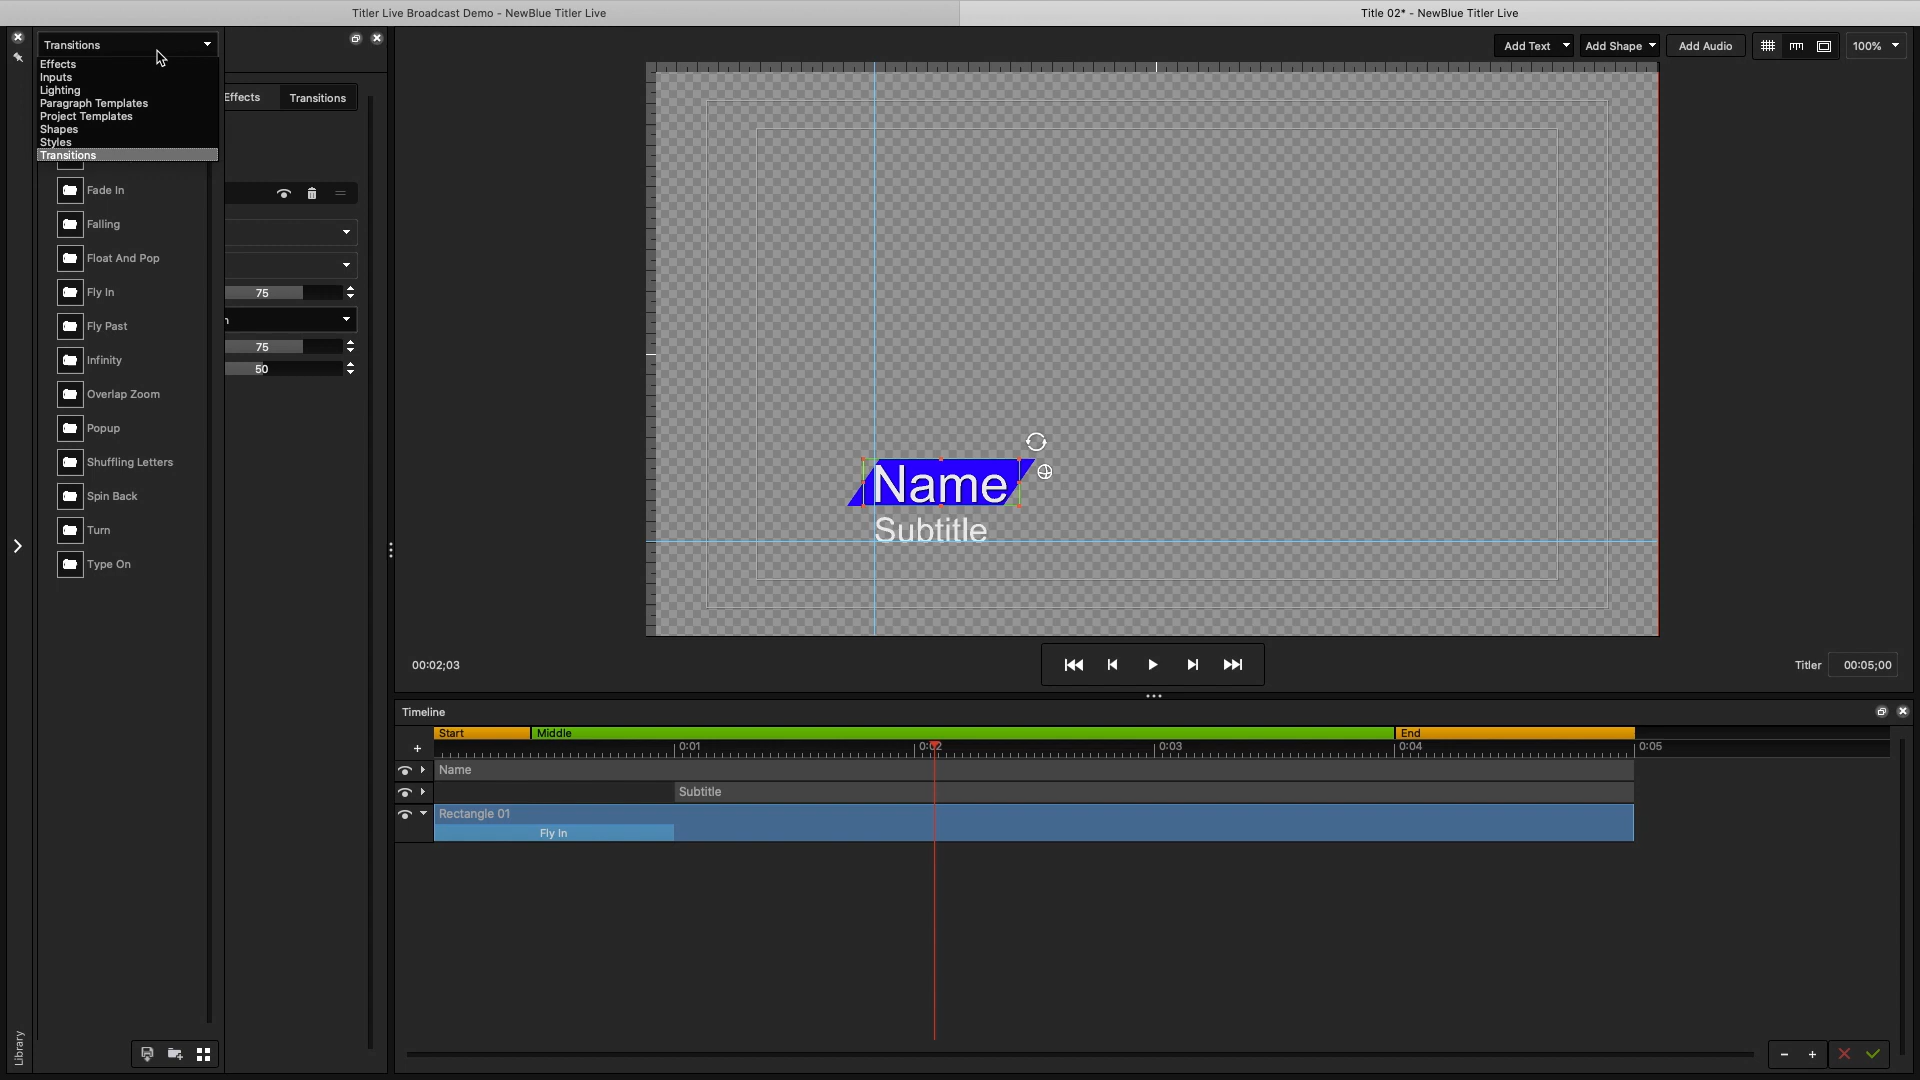 Titler Live Broadcast Demo - NewBlue Titler Live
Title 02* - NewBlue Titler Live
Transitions
Effects
Inputs
Lighting
Paragraph Templates
Project Templates
Shapes
Styles
Transitions
Fade In
Falling
Float And Pop
Fly In
Fly Past
Infinity
Overlap Zoom
Popup
Shuffling Letters
Spin Back
Turn
Type On
Library
Effects
Transitions
75
75
50
Add Text
Add Shape
Add Audio
100%
Name
Subtitle
00:02;03
Titler
00:05;00
Timeline
Start
Middle
End
0:01
0:02
0:03
0:04
0:05
Name
Subtitle
Rectangle 01
Fly In